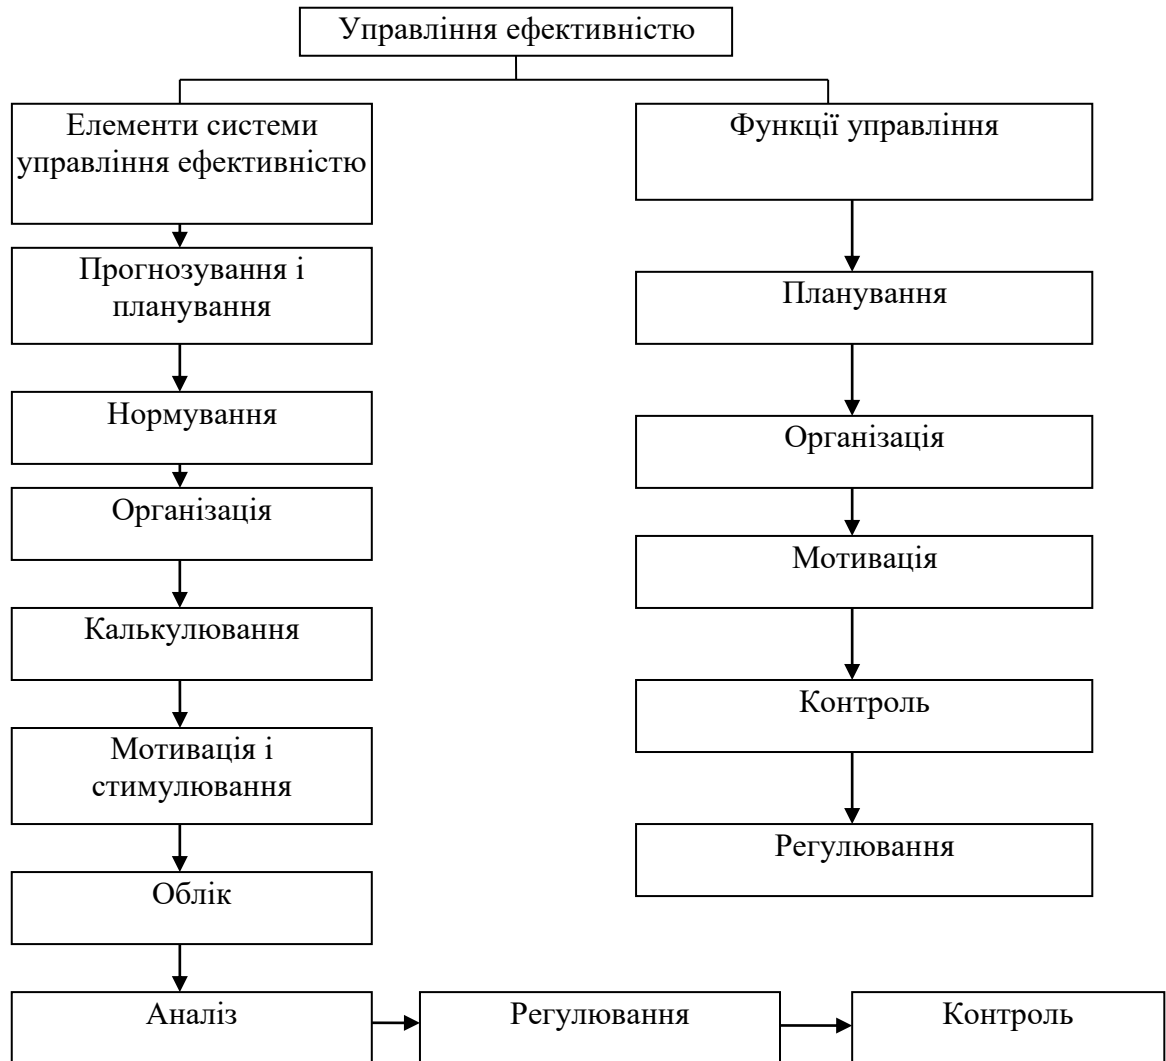 Управління ефективністю
Елементи системи
управління ефективністю
Прогнозування і
планування
Нормування
Організація
Калькулювання
Мотивація і
стимулювання
Облік
Аналіз
Регулювання
Контроль
Функції управління
Планування
Організація
Мотивація
Контроль
Регулювання